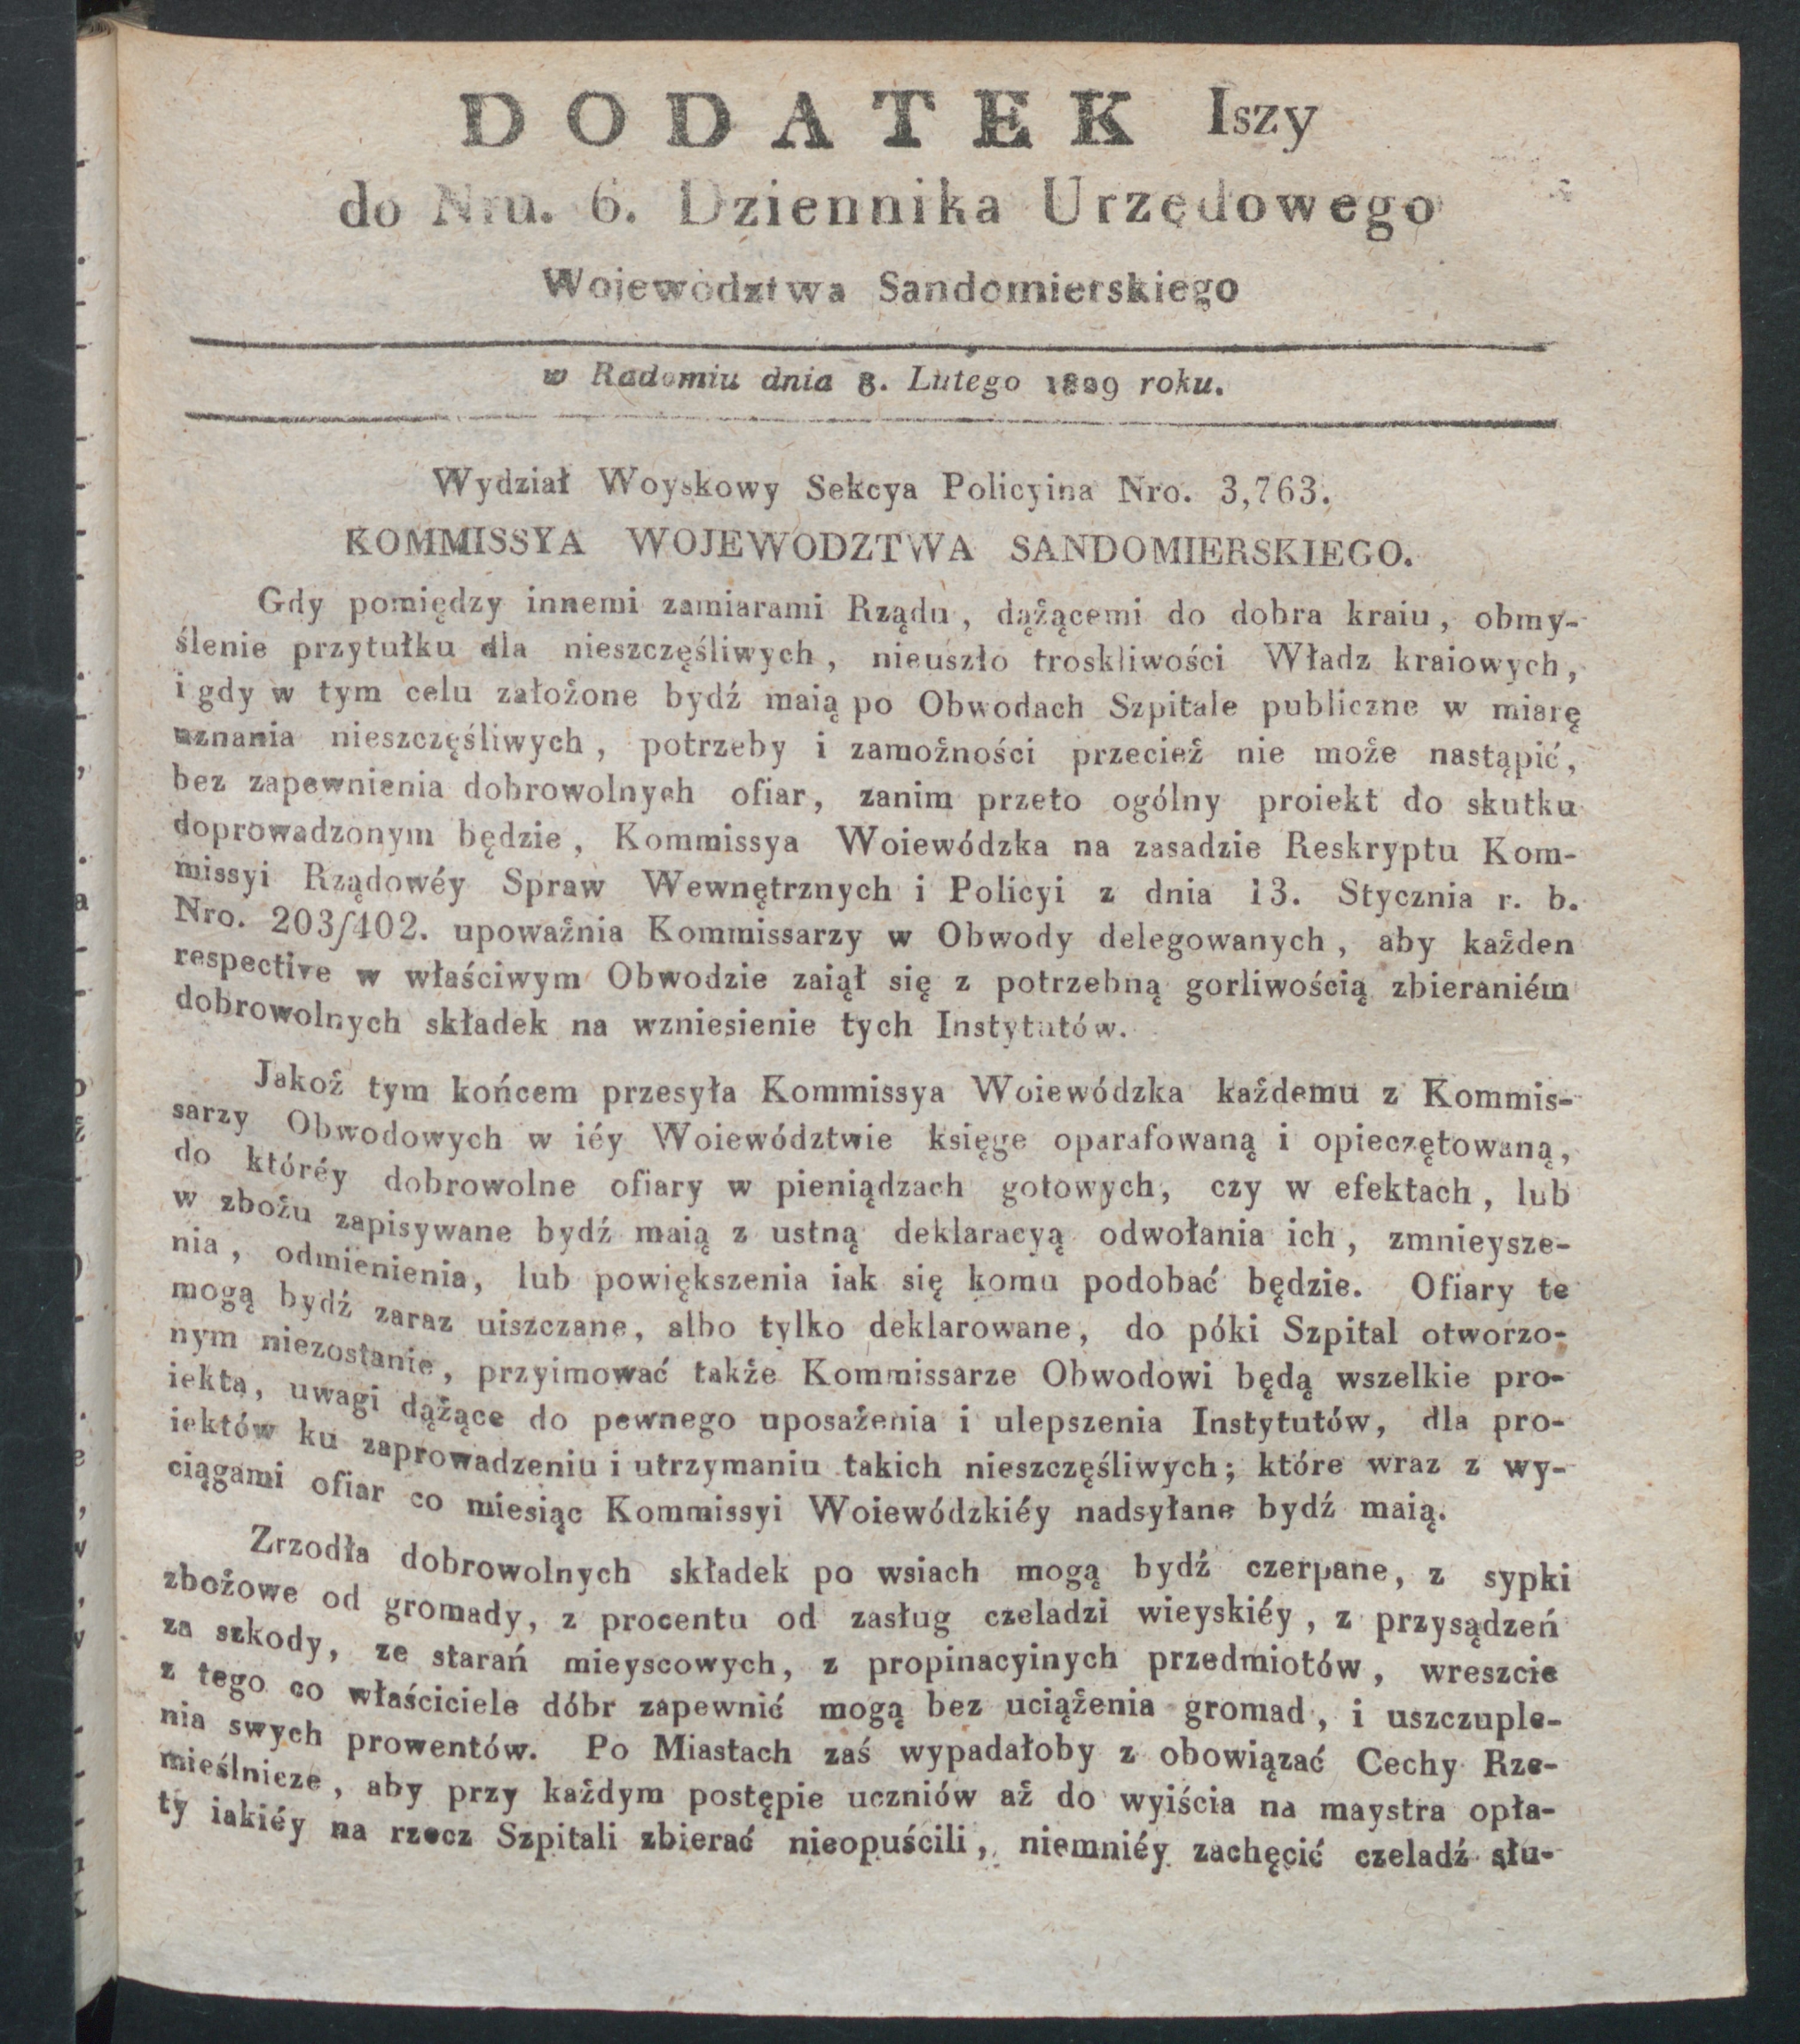 DODATEK Iszy
do Nru. 6. Dziennika Urzędowego
Wojewodztwa Sandomierskiego
w Radomiu dnia 8. Lutego 1829 roku.
Wydział Woyskowy Sekcya Policyina Nro. 3,763.
KOMMISSYA WOJEWODZTWA SANDOMIERSKIEGO.
Gdy pomiędzy innemi zamiarami Rządu, dążącemi do dobra kraiu, obmy-
ślenie przytułku dla nieszczęśliwych, nieuszło troskliwości Władz kraiowych,
i gdy w tym celu założone bydź maią po Obwodach Szpitale publiczne w miarę
uznania nieszczęśliwych, potrzeby i zamożności przecież nie może nastąpić,
bez zapewnienia dobrowolnych ofiar, zanim przeto ogólny proiekt do skutku
doprowadzonym będzie, Kommissya Woiewódzka na zasadzie Reskryptu Kom-
missyi Rządowéy Spraw Wewnętrznych i Policyi z dnia 13. Stycznia r. b.
Nro. 203/402. upoważnia Kommissarzy w Obwody delegowanych, aby każden
respective w właściwym Obwodzie zaiął się z potrzebną gorliwością zbieraniém
dobrowolnych składek na wzniesienie tych Instytutów.
Jakoż tym końcem przesyła Kommissya Woiewódzka każdemu z Kommis-
sarzy Obwodowych w iéy Woiewództwie księge oparafowaną i opieczętowaną,
do któréy dobrowolne ofiary w pieniądzach gotowych, czy w efektach, lub
w zbożu zapisywane bydź maią z ustną deklaracyą odwołania ich, zmnieysze-
nia, odmienienia, lub powiększenia iak się komu podobać będzie. Ofiary te
mogą bydź zaraz uiszczane, albo tylko deklarowane, do póki Szpital otworzo-
nym niezostanie, przyimować także Kommissarze Obwodowi będą wszelkie pro-
iekta, uwagi dążące do pewnego uposażenia i ulepszenia Instytutów, dla pro-
iektów ku zaprowadzeniu i utrzymaniu takich nieszczęśliwych; które wraz z wy-
ciągami ofiar co miesiąc Kommissyi Woiewódzkiéy nadsyłane bydź maią.
Zrzodła dobrowolnych składek po wsiach mogą bydź czerpane, z sypki
zbożowe od gromady, z procentu od zasług czeladzi wieyskiéy, z przysądzeń
za szkody, ze starań mieyscowych, z propinacyinych przedmiotów, wreszcie
z tego co właściciele dóbr zapewnić mogą bez uciążenia gromad, i uszczuple-
nia swych prowentów. Po Miastach zaś wypadałoby z obowiązać Cechy Rze-
mieślnicze, aby przy każdym postępie uczniów aż do wyiścia na maystra opła-
ty iakiéy na rzecz Szpitali zbierać nieopuścili, niemniéy zachęcić czeladź słu-